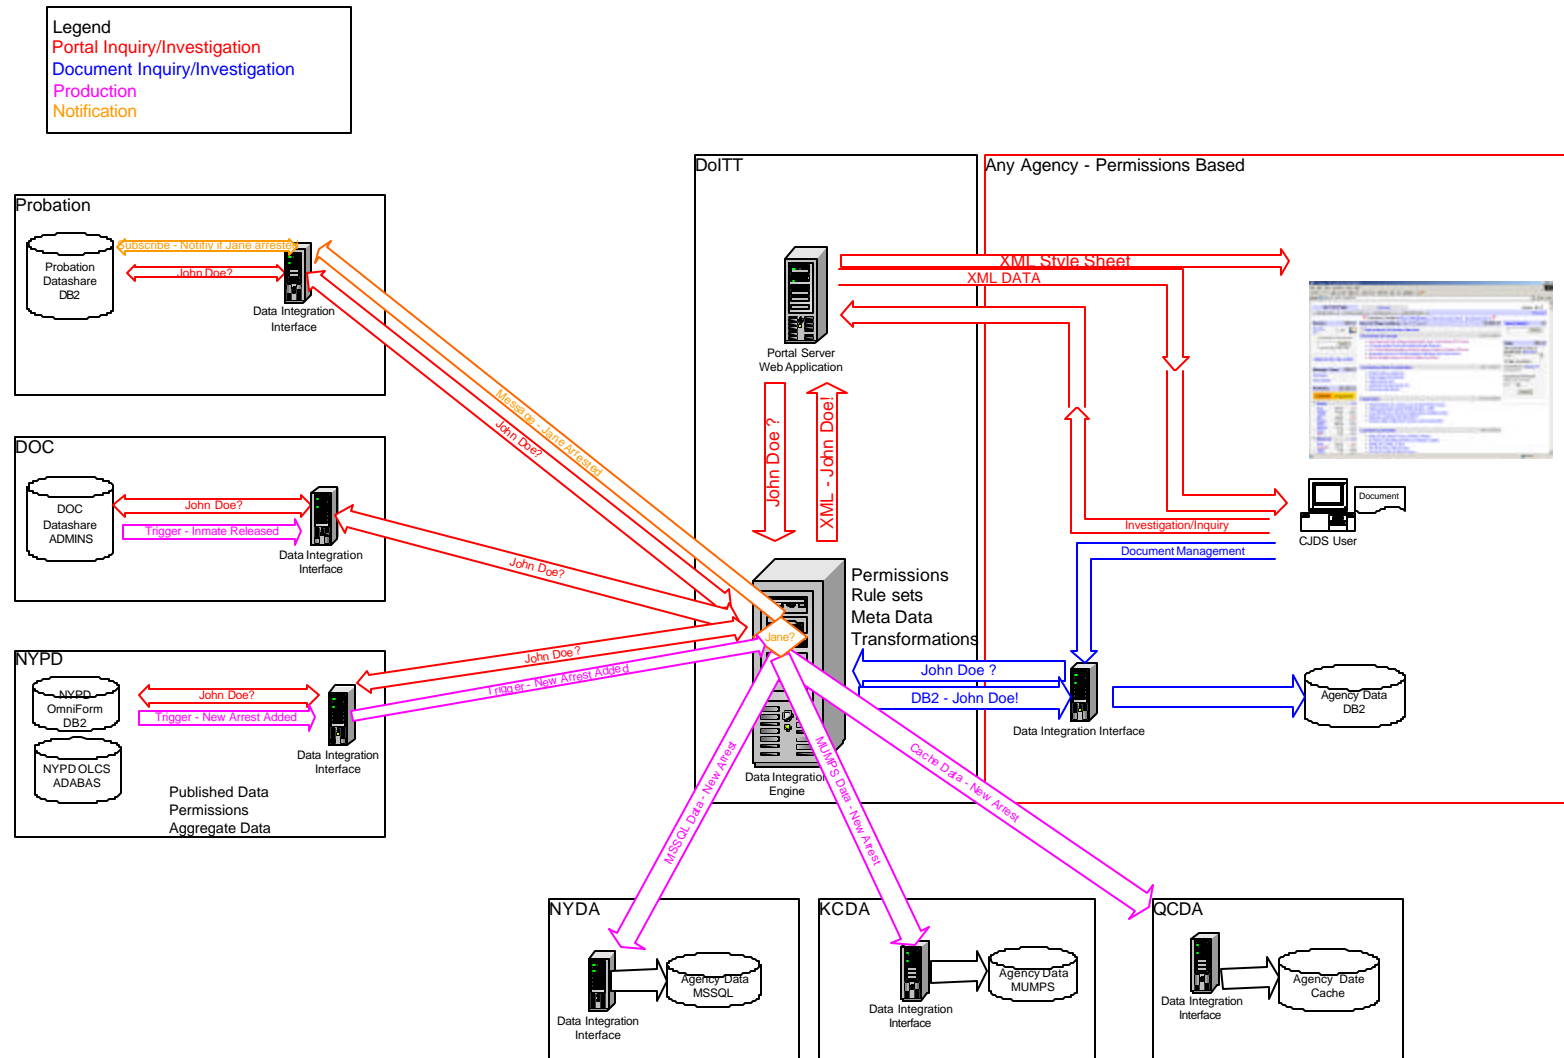 Legend
Portal Inquiry/Investigation
Document Inquiry/Investigation
Production
Notification
DoITT
Any Agency - Permissions Based
Probation
Subscribe - Notifiy if Jane arrested
John Doe?
Probation
Datashare
DB2
Data Integration
Interface
Message - Jane Arrested
John Doe?
XML Style Sheet
XML DATA
Portal Server
Web Application
John Doe ?
XML - John Doe!
DOC
DOC
Datashare
ADMINS
John Doe?
Trigger - Inmate Released
Data Integration
Interface
John Doe?
Document
Investigation/Inquiry
CJDS User
Document Management
Permissions
Rule sets
Meta Data
Transformations
Jane?
NYPD
NYPD
OmniForm
DB2
John Doe?
Trigger - New Arrest Added
NYPD OLCS
ADABAS
Data Integration
Interface
John Doe?
Trigger - New Arrest Added
Published Data
Permissions
Aggregate Data
John Doe ?
DB2 - John Doe!
Data Integration Interface
Agency Data
DB2
Data Integration
Engine
MSSQL Data - New Arrest
MUMPS Data - New Arrest
Cache Data - New Arrest
NYDA
Agency Data
MSSQL
Data Integration
Interface
KCDA
Agency Data
MUMPS
Data Integration
Interface
QCDA
Agency Date
Cache
Data Integration
Interface